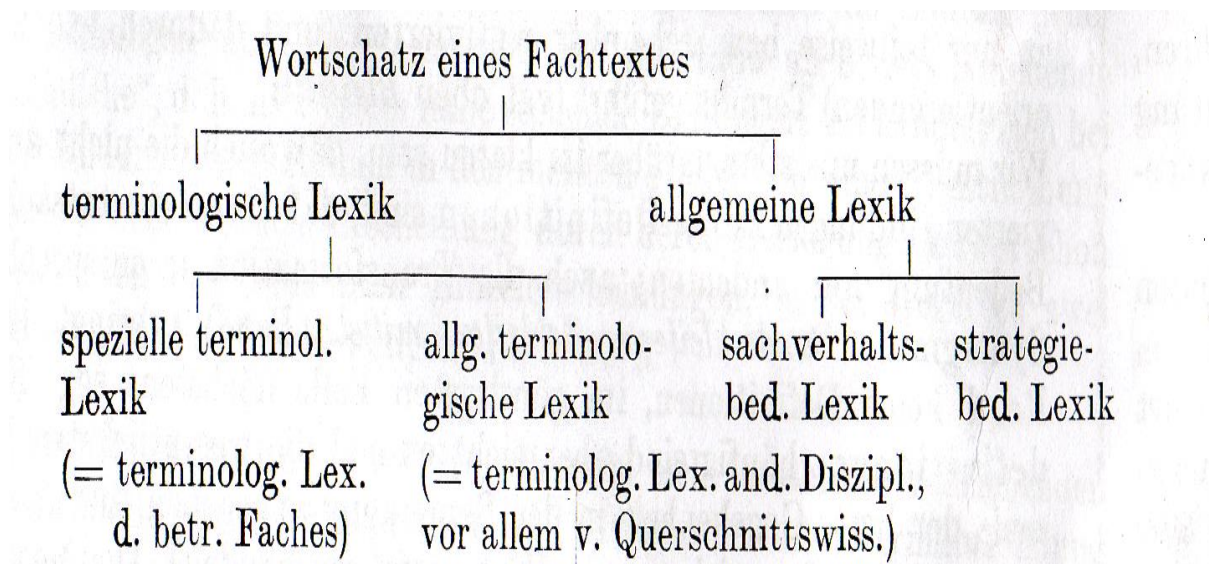 Wortschatz eines Fachtextes
terminologische Lexik
allgemeine Lexik
spezielle terminol.
Lexik
(= terminolog. Lex.
d. betr. Faches)
allg. terminolo-
gische Lexik
(= terminolog. Lex. and. Diszipl.,
vor allem v. Querschnittswiss.)
sachverhalts-
bed. Lexik
strategie-
bed. Lexik